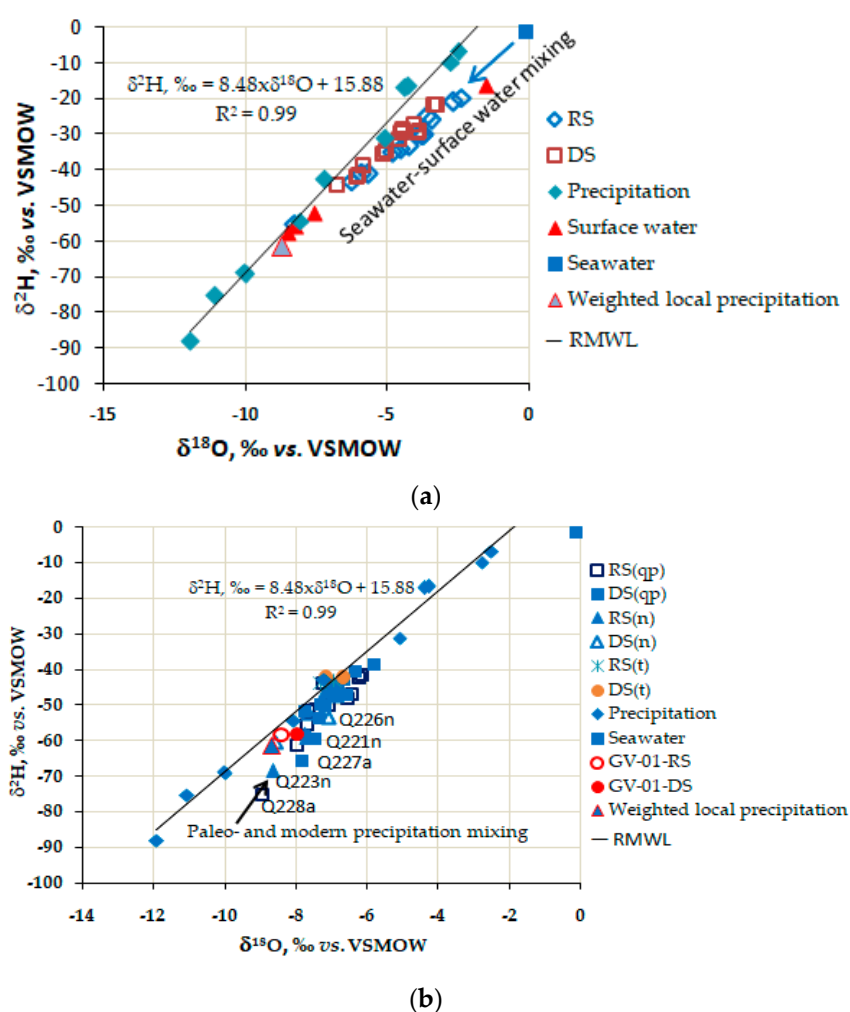 0
-10
-20
-30
-40
-50
-60
-70
-80
-90
-100
-15
-10
-5
0
δ²H, ‰ vs. VSMOW
δ¹⁸O, ‰ vs. VSMOW
δ²H, ‰ = 8.48xδ¹⁸O + 15.88
R² = 0.99
Seawater-surface water mixing
RS
DS
Precipitation
Surface water
Seawater
Weighted local precipitation
RMWL
(a)
0
-10
-20
-30
-40
-50
-60
-70
-80
-90
-100
-14
-12
-10
-8
-6
-4
-2
0
δ²H, ‰ vs. VSMOW
δ¹⁸O, ‰ vs. VSMOW
δ²H, ‰ = 8.48xδ¹⁸O + 15.88
R² = 0.99
Q226n
Q221n
Q227a
Q223n
Q228a
Paleo- and modern precipitation mixing
RS(qp)
DS(qp)
RS(n)
DS(n)
RS(t)
DS(t)
Precipitation
Seawater
GV-01-RS
GV-01-DS
Weighted local precipitation
RMWL
(b)